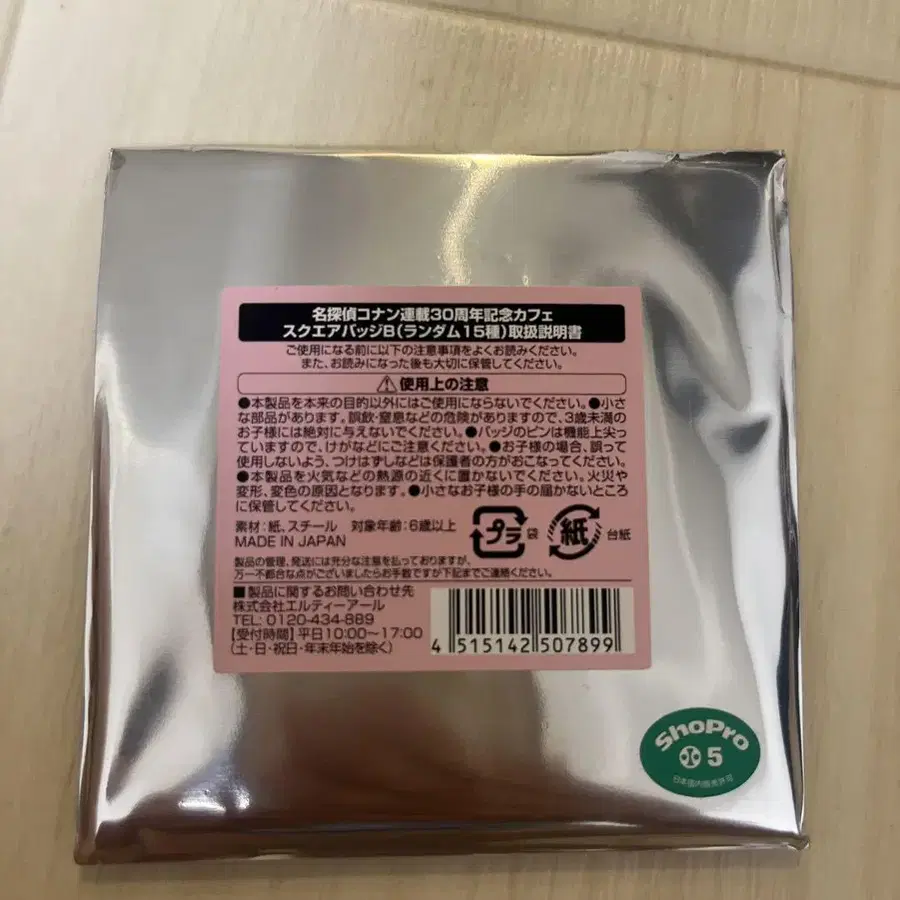 名探偵コナン連載30周年記念カフェ
スクエアバッジB(ランダム15種)取扱説明書
ご使用になる前に以下の注意事項をよくお読みください。
また、お読みになった後も大切に保管してください。
⚠使用上の注意
●本製品を本来の目的以外にはご使用にならないでください。●小さ
な部品があります。誤飲・窒息などの危険がありますので、3歳未満の
お子様には絶対に与えないでください。●バッジのピンは機能上尖っ
ていますので、けがなどにご注意ください。●お子様の場合、誤って
使用しないよう、つけはずしなどは保護者の方がおこなってください。
●本製品を火気などの熱源の近くに置かないでください。火災や
変形、変色の原因となります。●小さなお子様の手の届かないところ
に保管してください。
素材:紙、スチール 対象年齢:6歳以上
MADE IN JAPAN
プラ 袋 紙 台紙
製品の管理、発送には充分な注意を払っておりますが、
万一不都合な点がございましたらお手数ですが下記までご連絡ください。
■製品に関するお問い合わせ先
株式会社エルティーアール
TEL: 0120-434-889
【受付時間】平日10:00〜17:00
(土・日・祝日・年末年始を除く)
4 515142 507899
ShoPro
5
日本国内販売許可